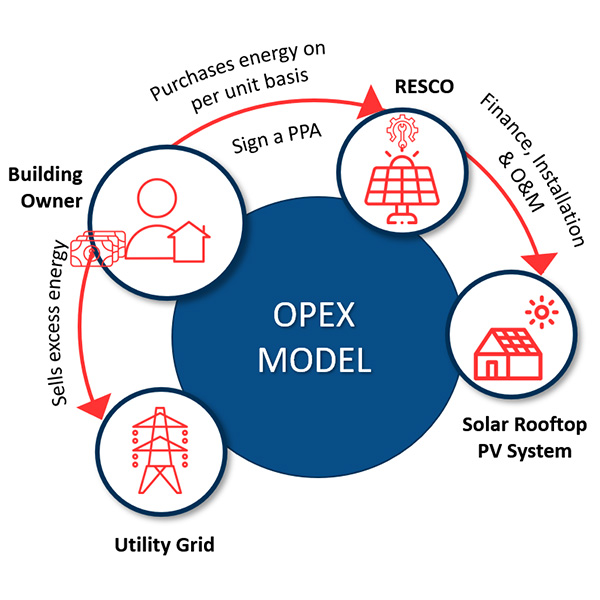 Purchases energy on
per unit basis
Sign a PPA
RESCO
Finance, Installation
& O&M
Building
Owner
Sells excess energy
OPEX
MODEL
Solar Rooftop
PV System
Utility Grid